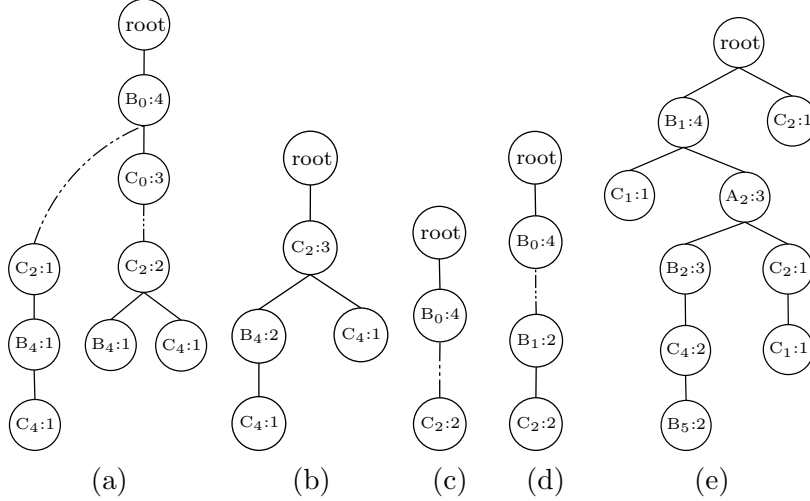 root
B₀:4
C₀:3
C₂:1
C₂:2
B₄:1
B₄:1
C₄:1
C₄:1
(a)
root
C₂:3
B₄:2
C₄:1
C₄:1
(b)
root
B₀:4
C₂:2
(c)
root
B₀:4
B₁:2
C₂:2
(d)
root
B₁:4
C₂:1
C₁:1
A₂:3
B₂:3
C₂:1
C₄:2
C₁:1
B₅:2
(e)